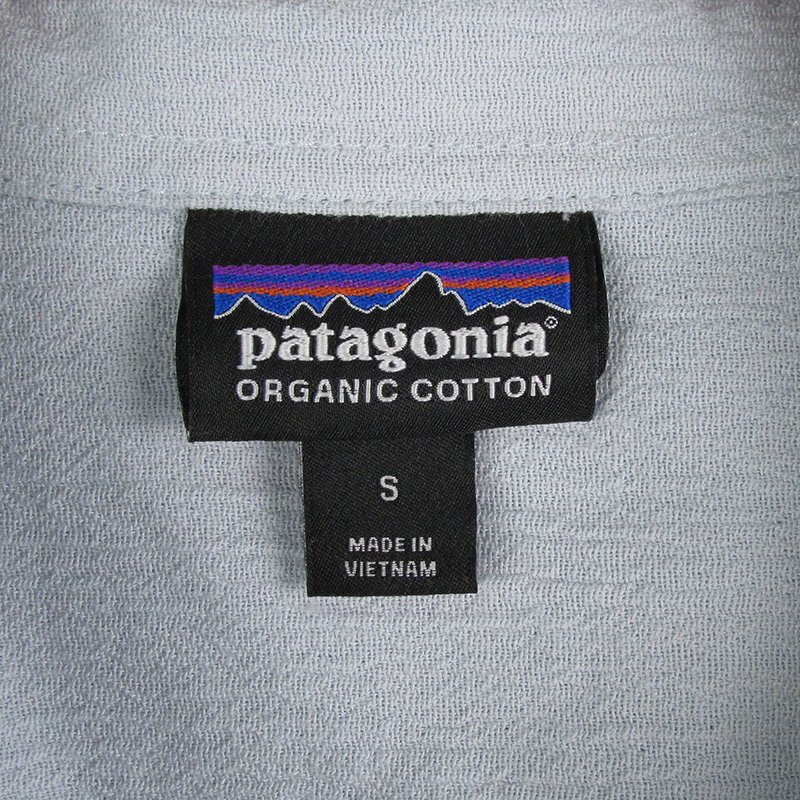 patagonia®
ORGANIC COTTON
S
MADE IN
VIETNAM